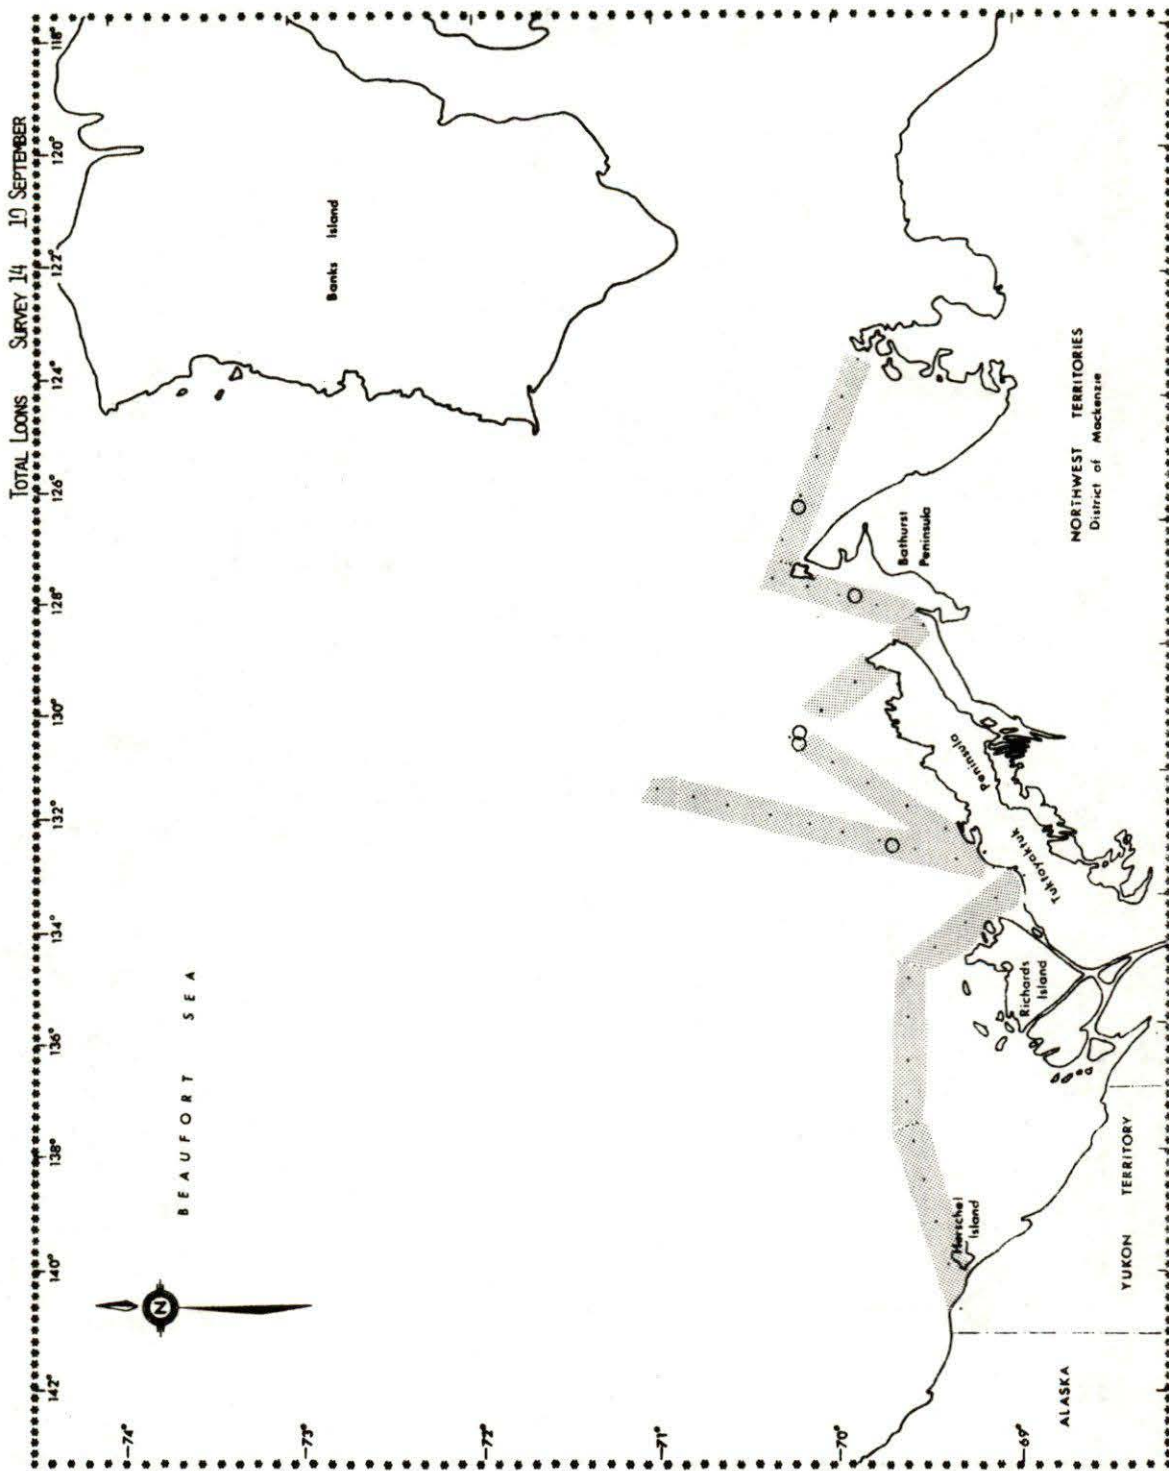 TOTAL LOONS SURVEY 14 10 SEPTEMBER
142° 140° 138° 136° 134° 132° 130° 128° 126° 124° 122° 120° 118°
-74°
-73°
-72°
-71°
-70°
-69°
BEAUFORT SEA
N
Banks Island
Bathurst
Peninsula
Tuktoyaktuk Peninsula
Richards
Island
Herschel
Island
NORTHWEST TERRITORIES
District of Mackenzie
YUKON TERRITORY
ALASKA